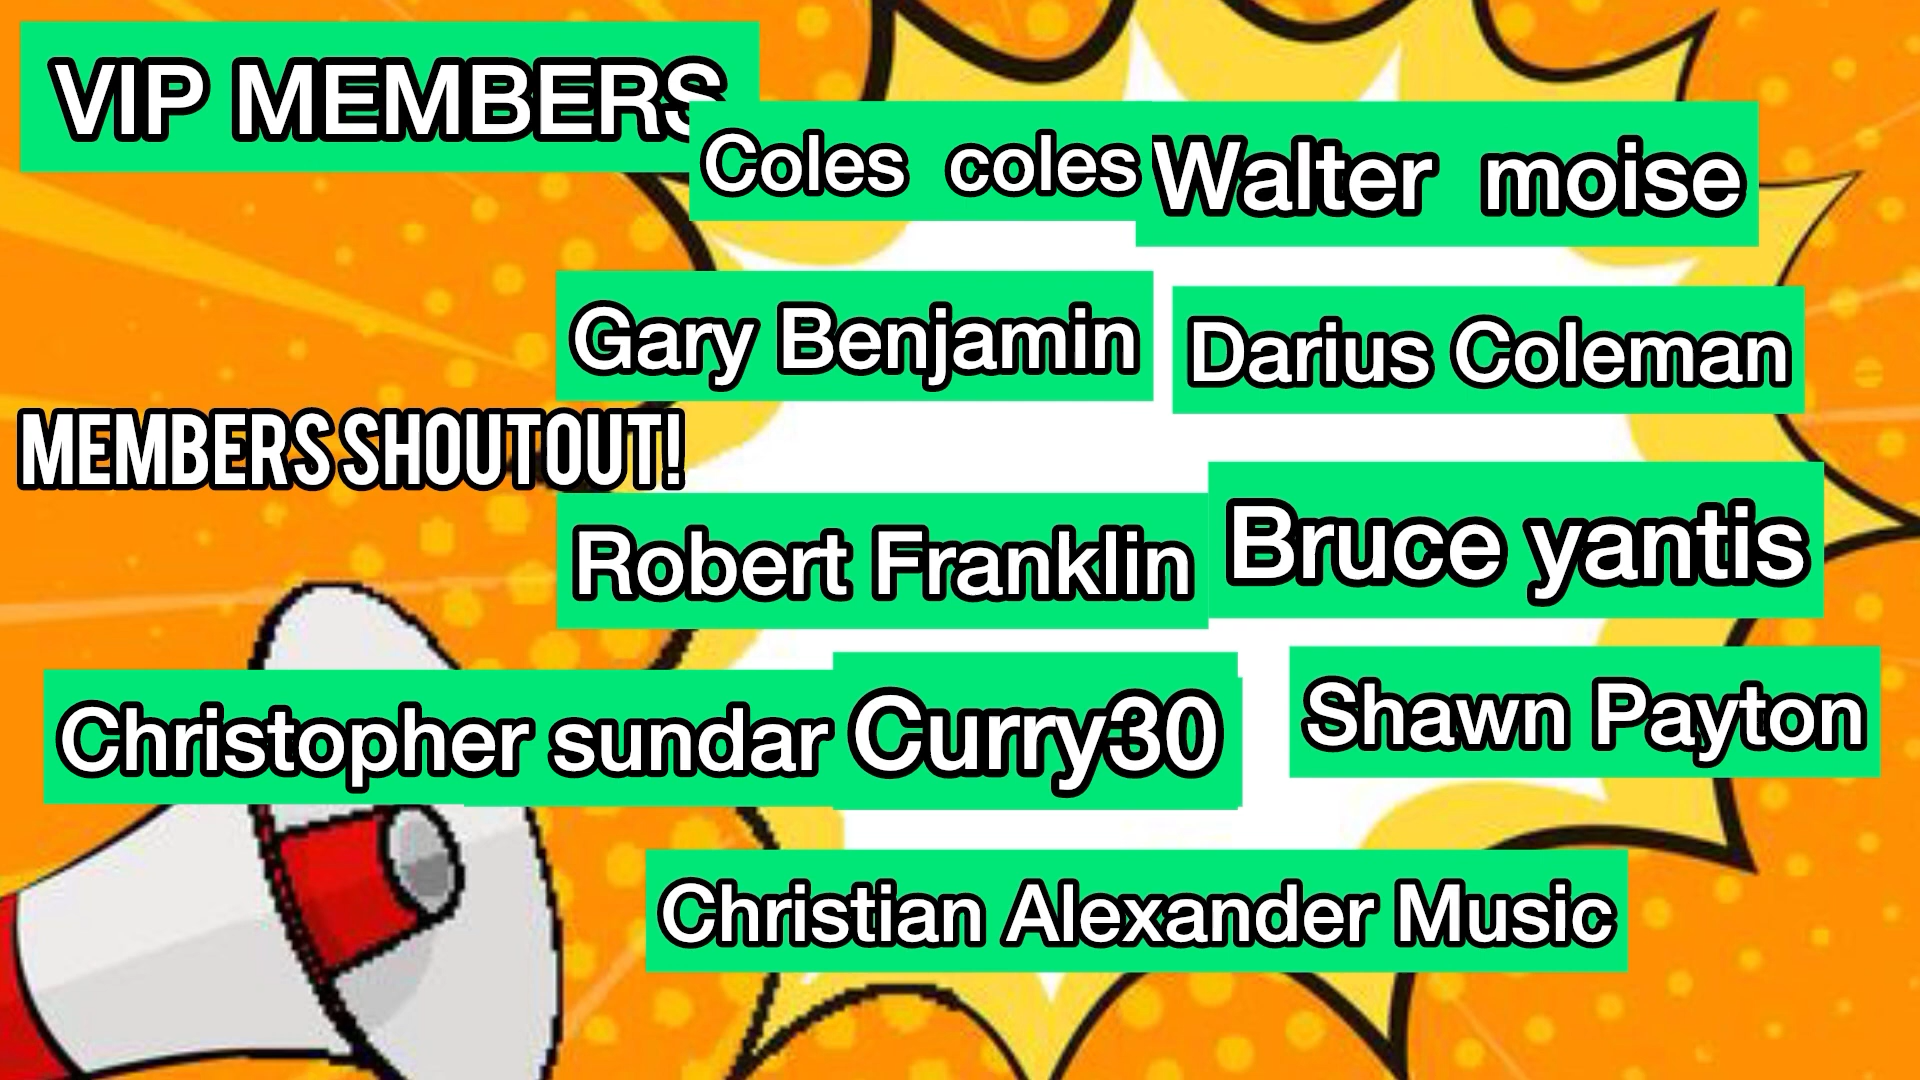 VIP MEMBERS
Coles coles
Walter moise
Gary Benjamin
Darius Coleman
MEMBERS SHOUTOUT!
Robert Franklin
Bruce yantis
Christopher sundar
Curry30
Shawn Payton
Christian Alexander Music